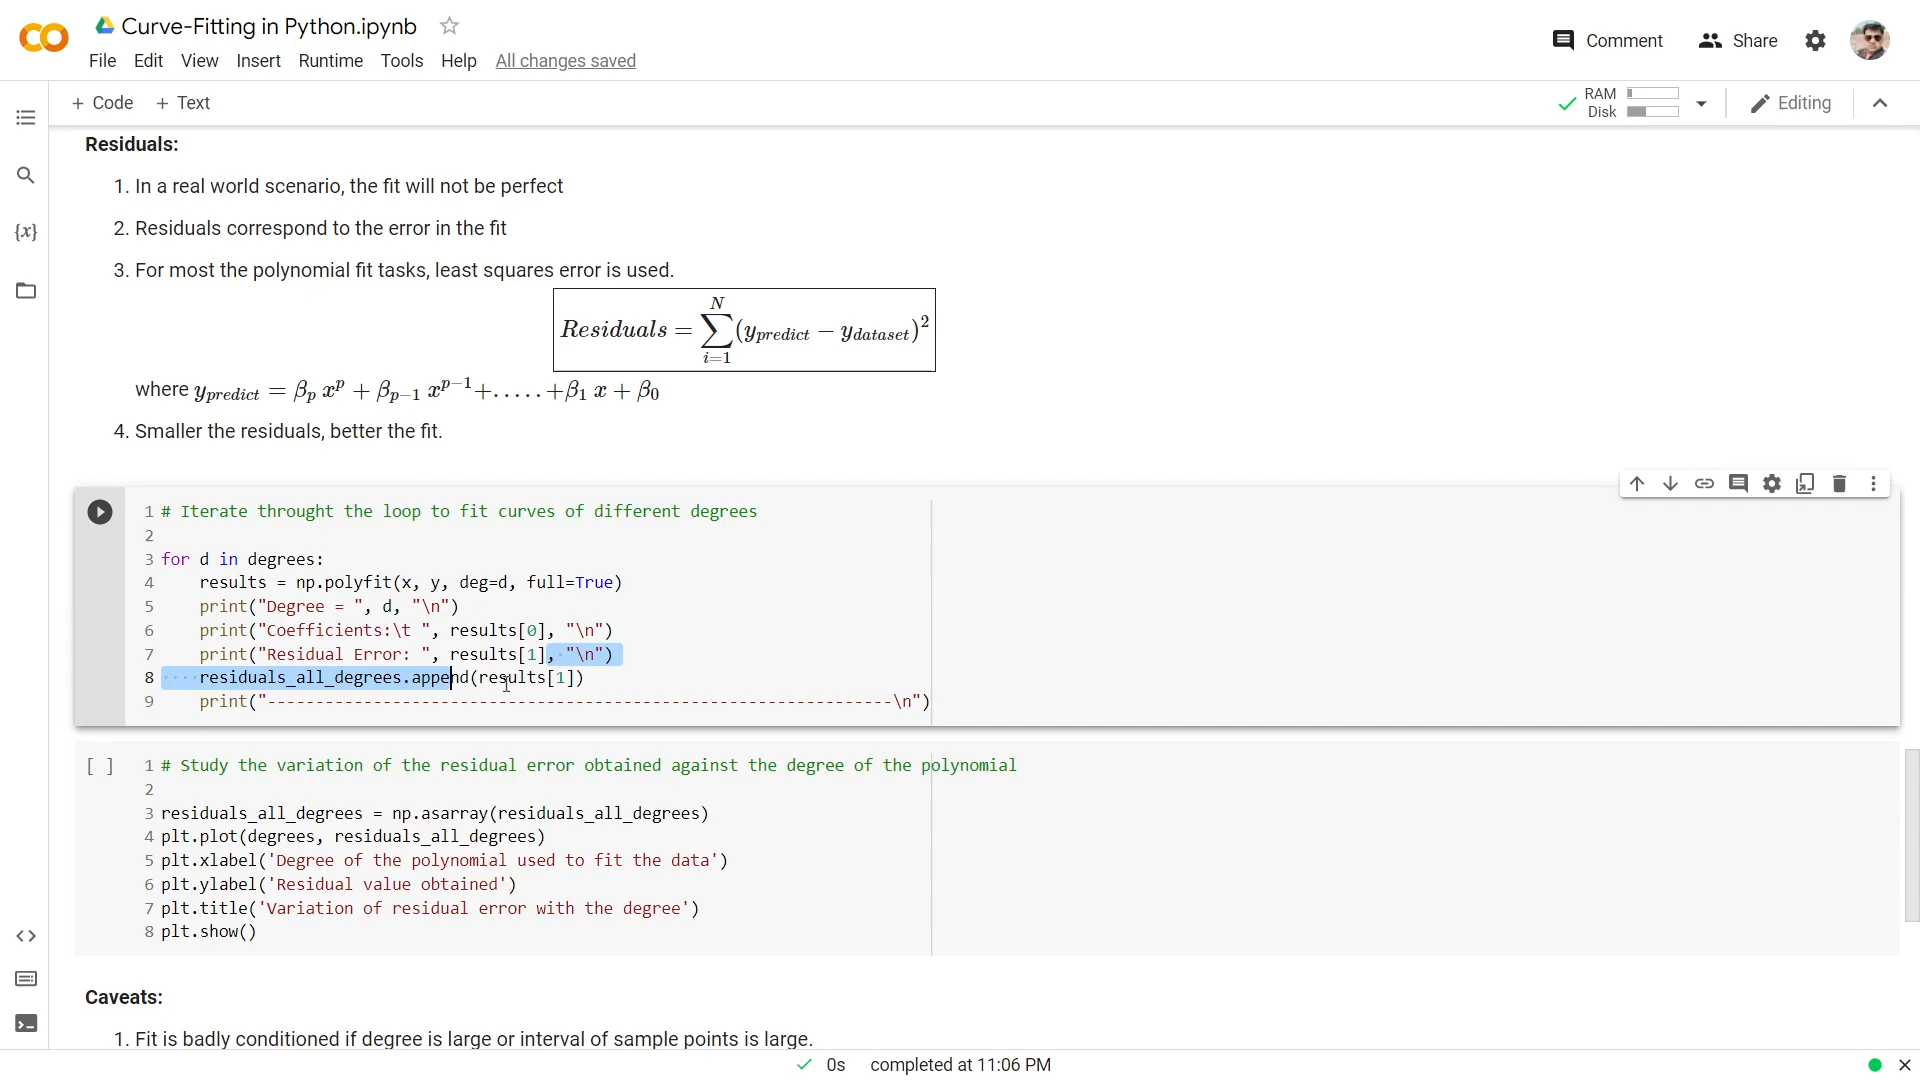 Curve-Fitting in Python.ipynb
File Edit View Insert Runtime Tools Help All changes saved
Comment Share
+ Code + Text
RAM
Disk
Editing
Residuals:
1. In a real world scenario, the fit will not be perfect
2. Residuals correspond to the error in the fit
3. For most the polynomial fit tasks, least squares error is used.
Residuals = ∑_{i=1}^{N} (y_{predict} − y_{dataset})^2
where y_{predict} = β_p x^p + β_{p−1} x^{p−1}+.....+β_1 x + β_0
4. Smaller the residuals, better the fit.
1 # Iterate throught the loop to fit curves of different degrees
2
3 for d in degrees:
4     results = np.polyfit(x, y, deg=d, full=True)
5     print("Degree = ", d, "\n")
6     print("Coefficients:\t ", results[0], "\n")
7     print("Residual Error: ", results[1], "\n")
8     residuals_all_degrees.append(results[1])
9     print("-----------------------------------------------------------------\n")
[ ] 1 # Study the variation of the residual error obtained against the degree of the polynomial
2
3 residuals_all_degrees = np.asarray(residuals_all_degrees)
4 plt.plot(degrees, residuals_all_degrees)
5 plt.xlabel('Degree of the polynomial used to fit the data')
6 plt.ylabel('Residual value obtained')
7 plt.title('Variation of residual error with the degree')
8 plt.show()
Caveats:
1. Fit is badly conditioned if degree is large or interval of sample points is large.
0s completed at 11:06 PM